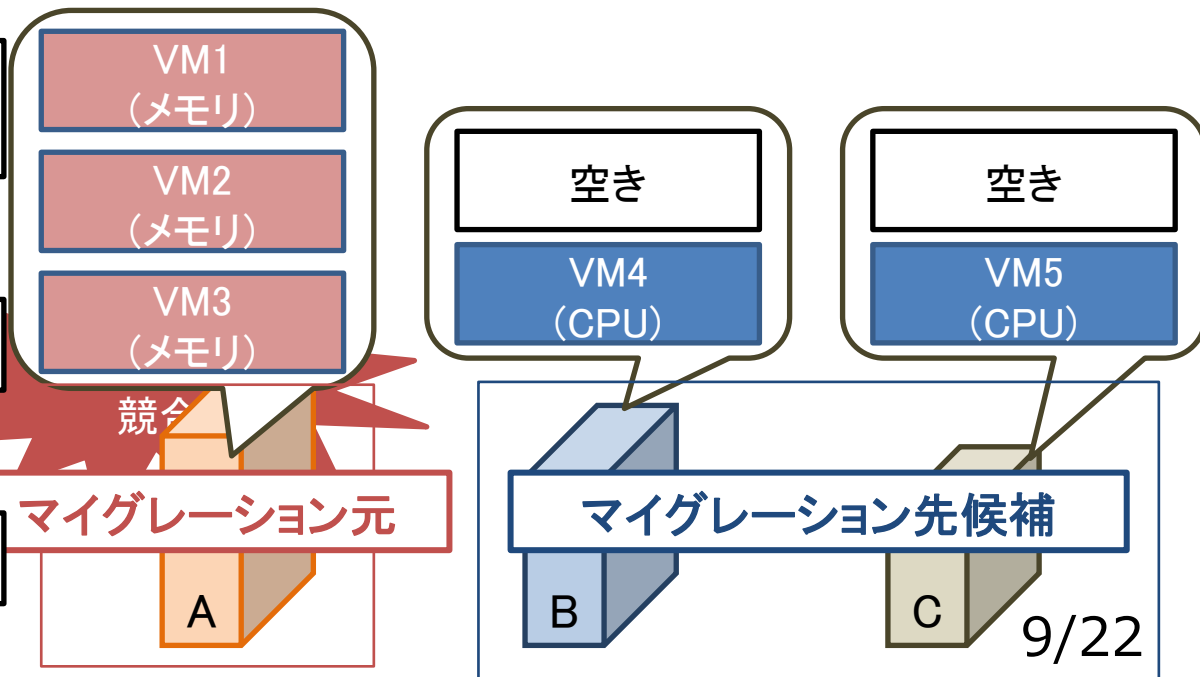 VM1
（メモリ）
VM2
（メモリ）
VM3
（メモリ）
空き
VM4
（CPU）
空き
VM5
（CPU）
競合
マイグレーション元
マイグレーション先候補
A
B
C
9/22